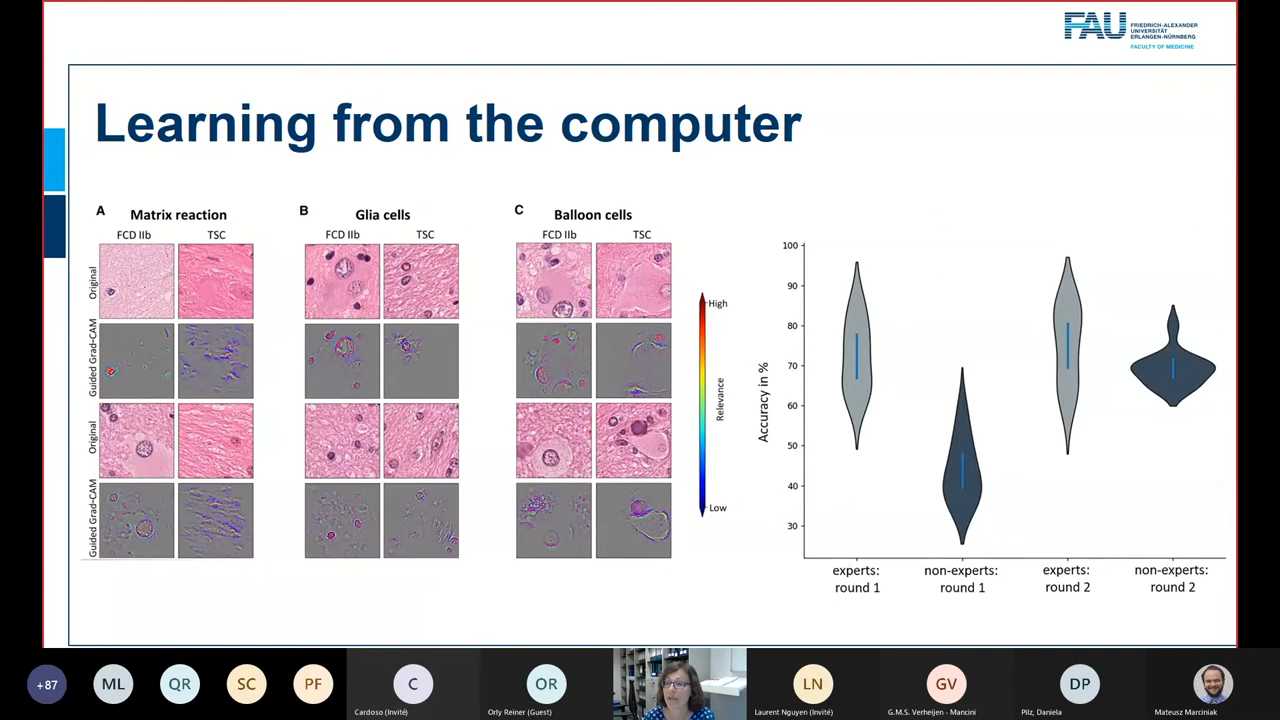 FAU
FRIEDRICH-ALEXANDER
UNIVERSITÄT
ERLANGEN-NÜRNBERG
FACULTY OF MEDICINE
Learning from the computer
A Matrix reaction
FCD IIb TSC
B Glia cells
FCD IIb TSC
C Balloon cells
FCD IIb TSC
Original
Guided Grad-CAM
Original
Guided Grad-CAM
High
Relevance
Low
Accuracy in %
100
90
80
70
60
50
40
30
experts:
round 1
non-experts:
round 1
experts:
round 2
non-experts:
round 2
+87
ML
QR
SC
PF
C
Cardoso (Invité)
OR
Orly Reiner (Guest)
LN
Laurent Nguyen (Invité)
GV
G.M.S. Verheijen - Mancini
DP
Pilz, Daniela
Mateusz Marciniak